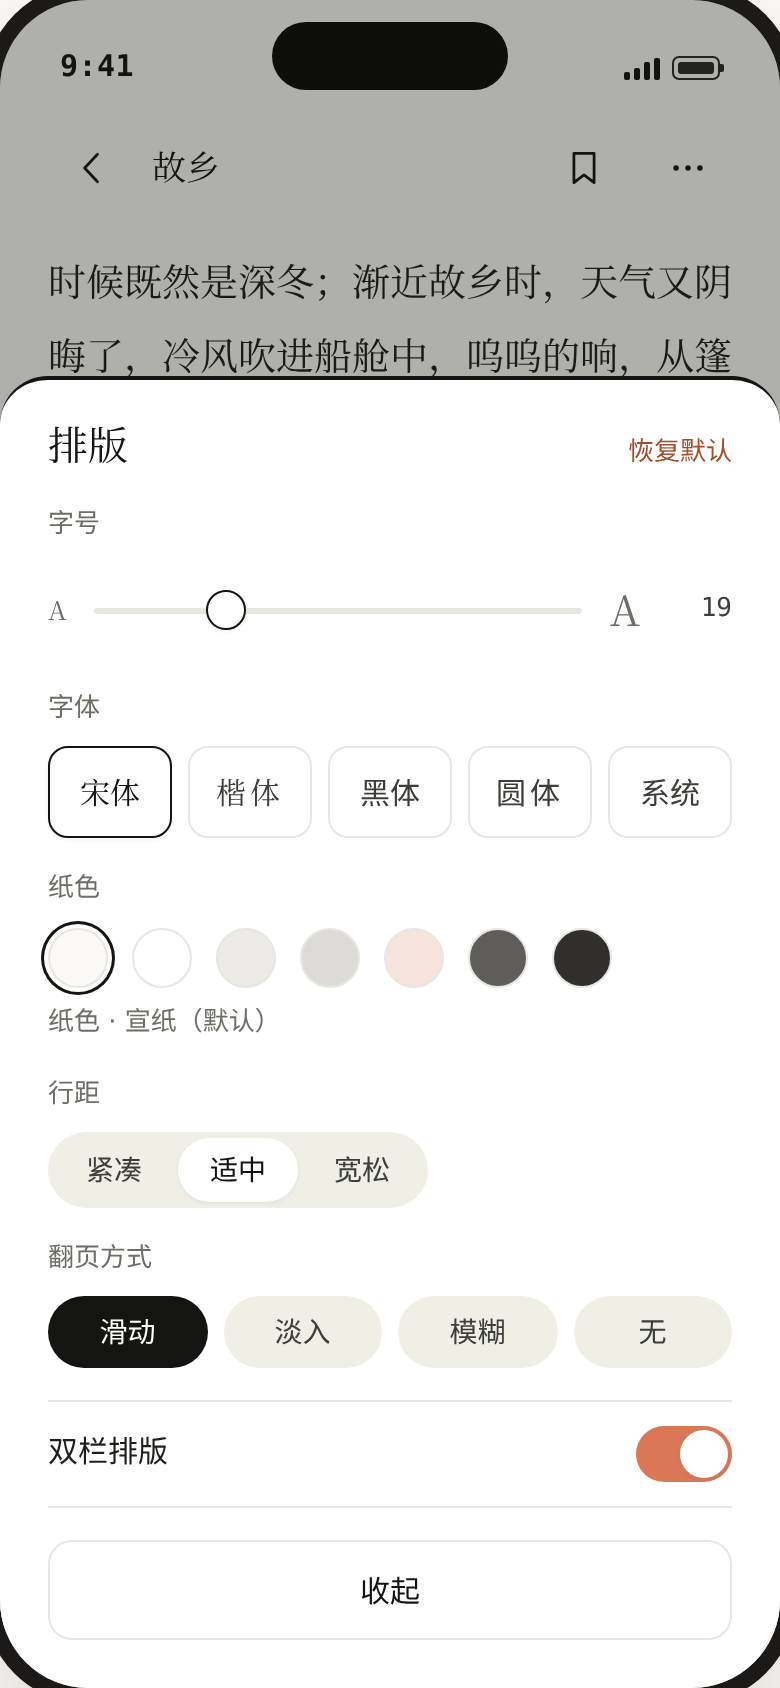 9:41
故乡
时候既然是深冬；渐近故乡时，天气又阴
晦了，冷风吹进船舱中，呜呜的响，从篷
排版
恢复默认
字号
A
A
19
字体
宋体
楷体
黑体
圆体
系统
纸色
纸色 · 宣纸（默认）
行距
紧凑
适中
宽松
翻页方式
滑动
淡入
模糊
无
双栏排版
收起